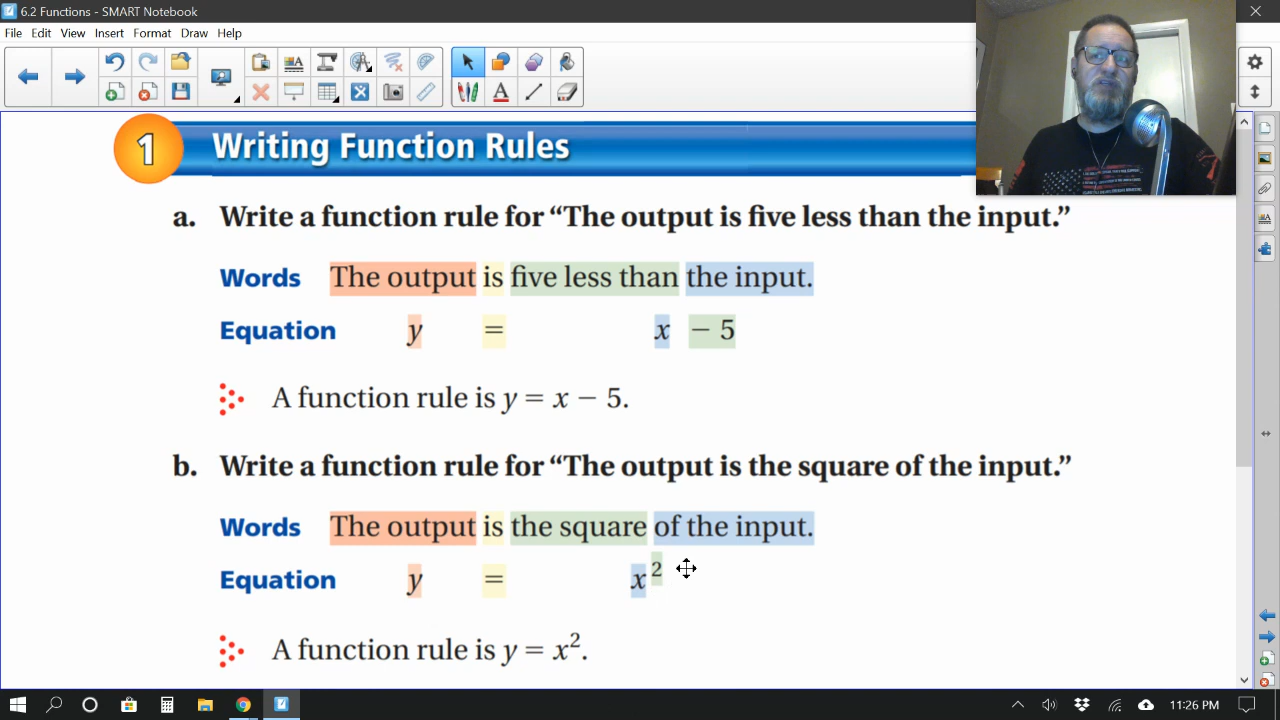 6.2 Functions - SMART Notebook
File Edit View Insert Format Draw Help
1 Writing Function Rules
a. Write a function rule for “The output is five less than the input.”
Words The output is five less than the input.
Equation y = x − 5
A function rule is y = x − 5.
b. Write a function rule for “The output is the square of the input.”
Words The output is the square of the input.
Equation y = x²
A function rule is y = x².
11:26 PM